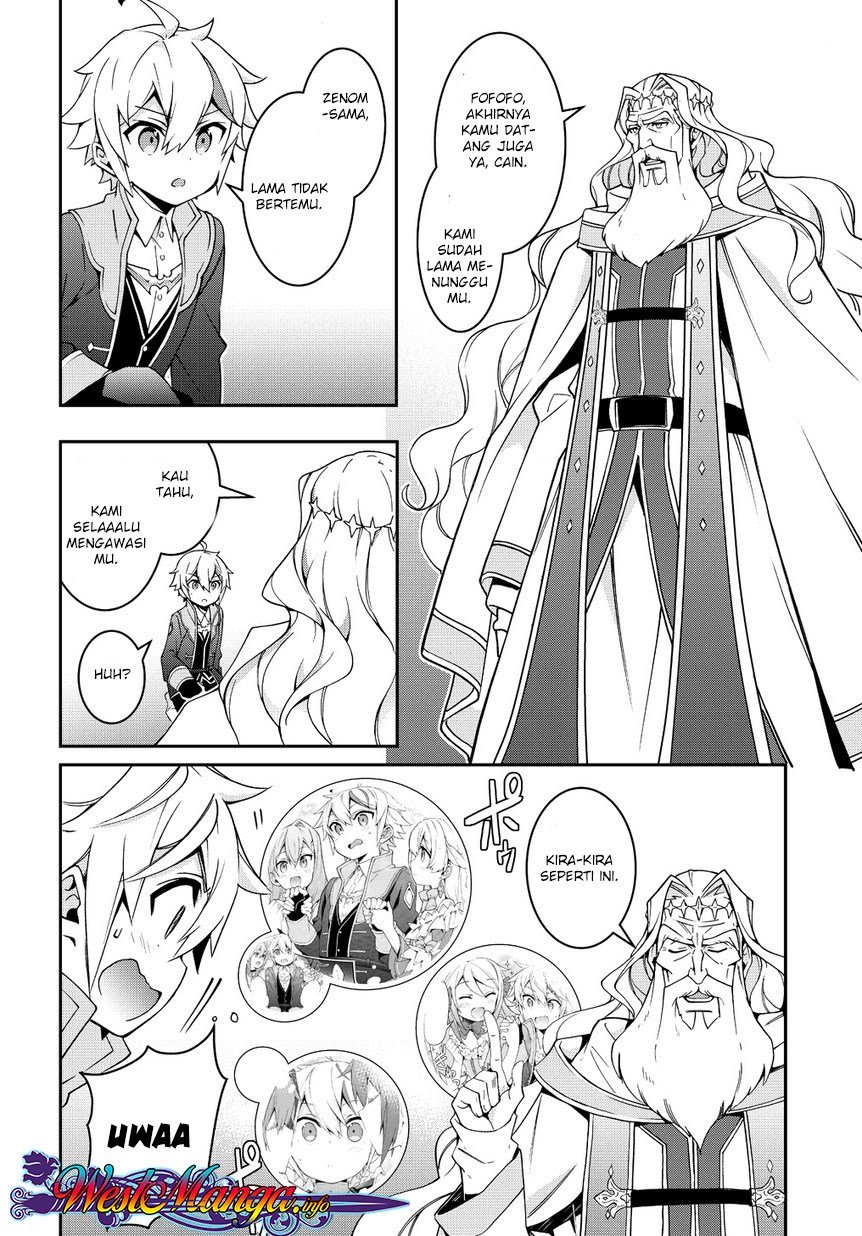 FOFOFO,
AKHIRNYA
KAMU DAT-
ANG JUGA
YA, CAIN.
KAMI
SUDAH
LAMA ME-
NUNGGU
MU.
ZENOM
-SAMA,
LAMA TIDAK
BERTEMU.
KAU
TAHU,
KAMI
SELAAALU
MENGAWASI
MU.
HUH?
KIRA-KIRA
SEPERTI INI.
ポゥ
UWAA
WestManga.info